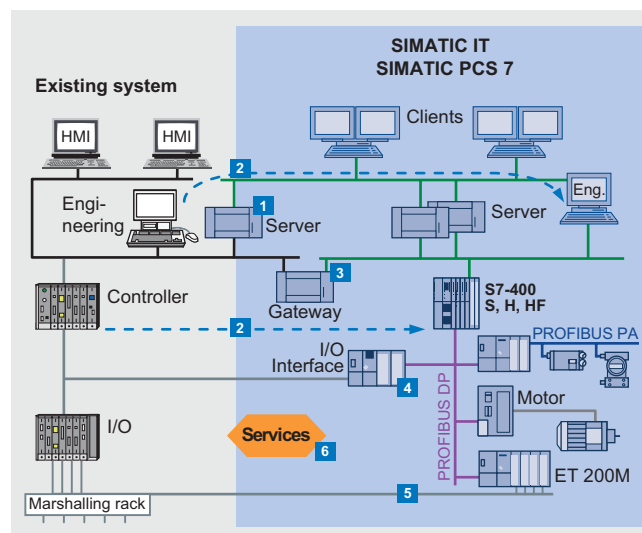 SIMATIC IT
SIMATIC PCS 7
Existing system
HMI
HMI
Clients
2
Engi-
neering
1
Server
Server
Eng.
3
Gateway
Controller
S7-400
S, H, HF
2
PROFIBUS PA
I/O
Interface
4
PROFIBUS DP
Motor
I/O
Services
6
ET 200M
5
Marshalling rack